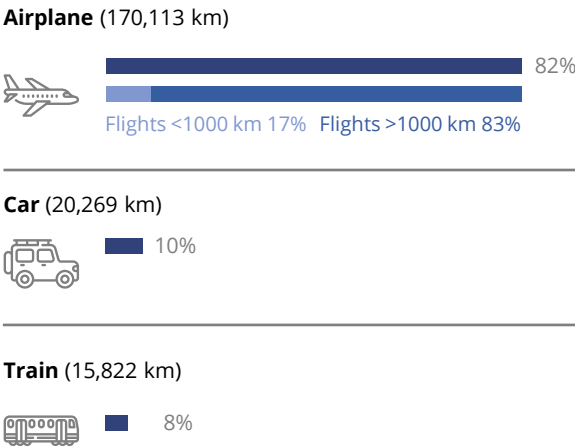 Airplane (170,113 km)
82%
Flights <1000 km 17% Flights >1000 km 83%
Car (20,269 km)
10%
Train (15,822 km)
8%